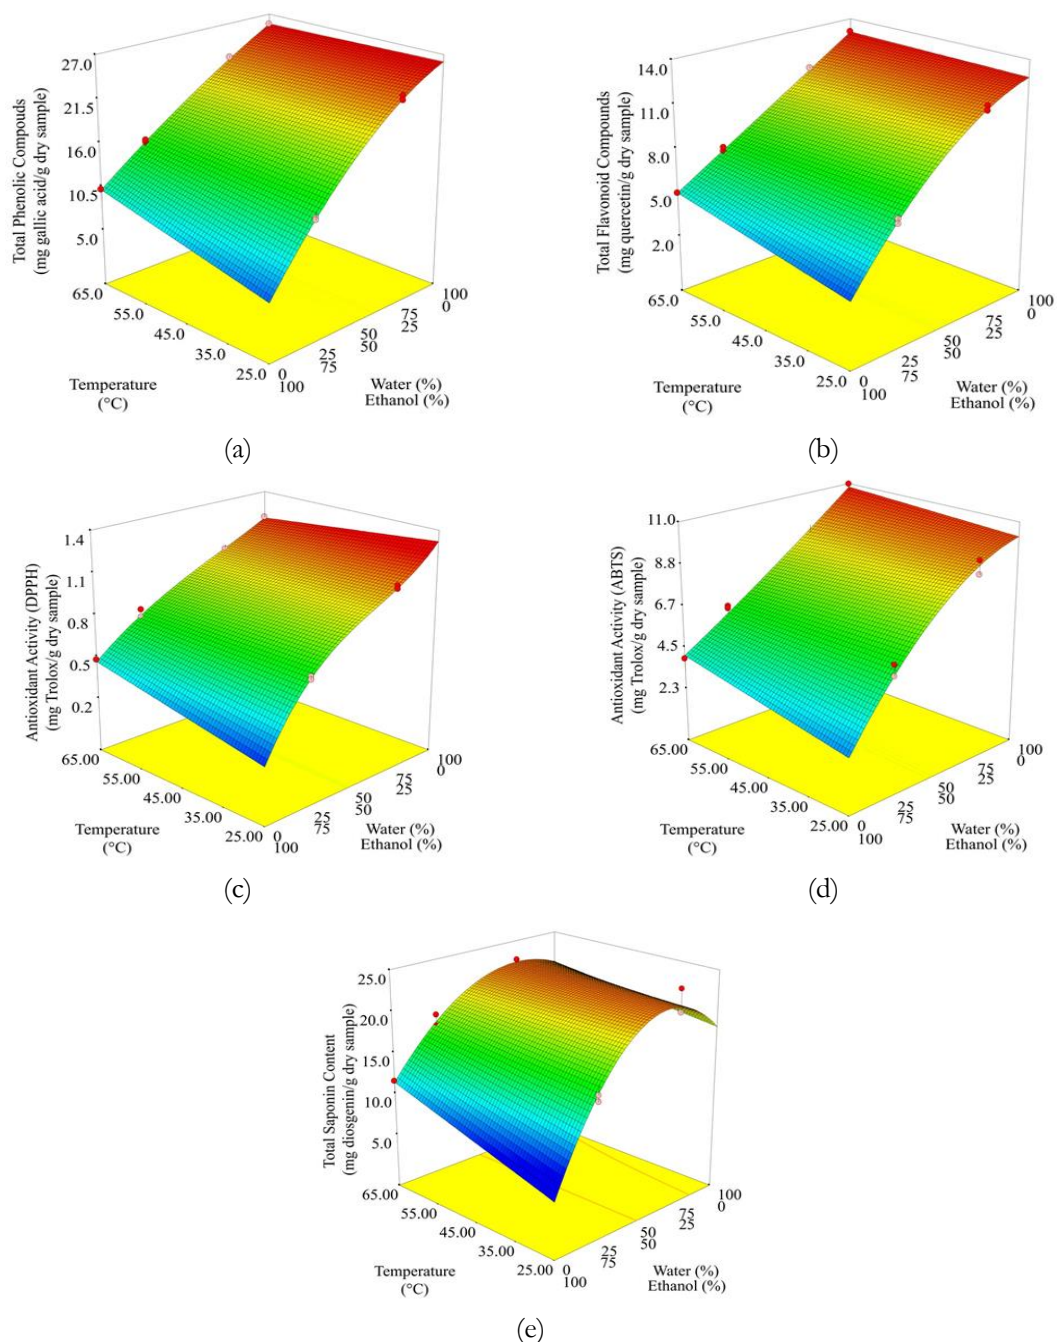 27.0
21.5
16.0
10.5
5.0
Total Phenolic Compouds
(mg gallic acid/g dry sample)
65.0
55.0
45.0
35.0
25.0
Temperature
(°C)
0
100
25
75
50
50
75
25
100
0
Water (%)
Ethanol (%)
(a)
14.0
11.0
8.0
5.0
2.0
Total Flavonoid Compounds
(mg quercetin/g dry sample)
65.0
55.0
45.0
35.0
25.0
Temperature
(°C)
0
100
25
75
50
50
75
25
100
0
Water (%)
Ethanol (%)
(b)
1.4
1.1
0.8
0.5
0.2
Antioxidant Activity (DPPH)
(mg Trolox/g dry sample)
65.00
55.00
45.00
35.00
25.00
Temperature
(°C)
0
100
25
75
50
50
75
25
100
0
Water (%)
Ethanol (%)
(c)
11.0
8.8
6.7
4.5
2.3
Antioxidant Activity (ABTS)
(mg Trolox/g dry sample)
65.00
55.00
45.00
35.00
25.00
Temperature
(°C)
0
100
25
75
50
50
75
25
100
0
Water (%)
Ethanol (%)
(d)
25.0
20.0
15.0
10.0
5.0
Total Saponin Content
(mg diosgenin/g dry sample)
65.00
55.00
45.00
35.00
25.00
Temperature
(°C)
0
100
25
75
50
50
75
25
100
0
Water (%)
Ethanol (%)
(e)